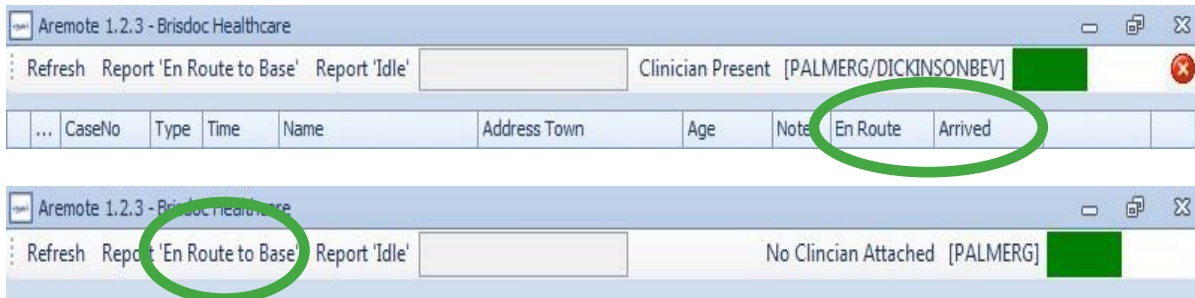 Aremote 1.2.3 - Brisdoc Healthcare
Refresh Report 'En Route to Base' Report 'Idle' Clinician Present [PALMERG/DICKINSONBEV]
... CaseNo Type Time Name Address Town Age Note En Route Arrived
Aremote 1.2.3 - Brisdoc Healthcare
Refresh Report 'En Route to Base' Report 'Idle' No Clincian Attached [PALMERG]